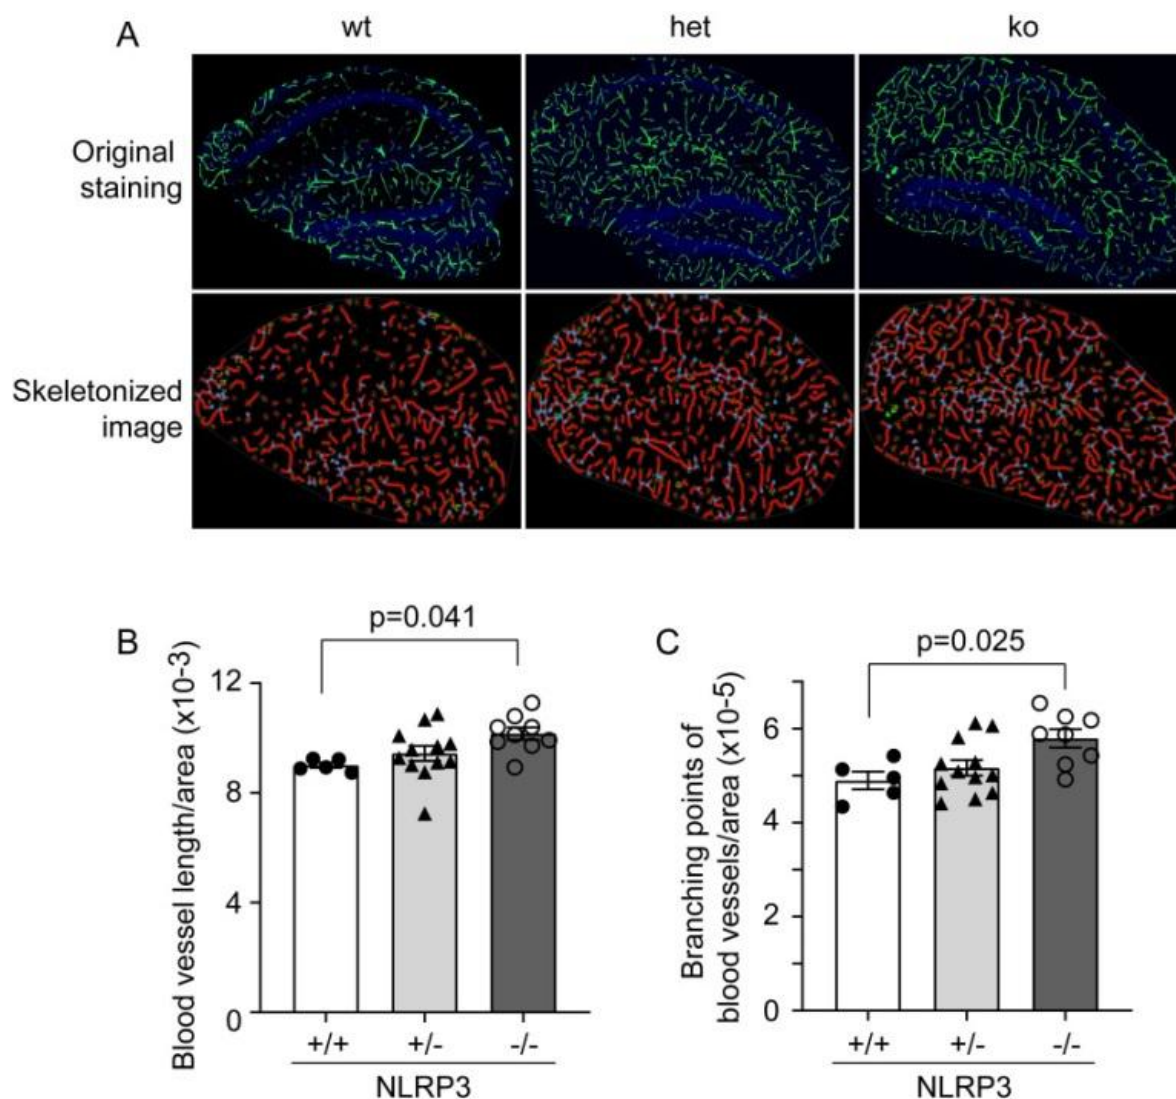 A
wt
het
ko
Original
staining
Skeletonized
image
B
p=0.041
Blood vessel length/area (x10-3)
12
8
4
0
+/+
+/-
-/-
NLRP3
C
p=0.025
Branching points of
blood vessels/area (x10-5)
6
4
2
0
+/+
+/-
-/-
NLRP3